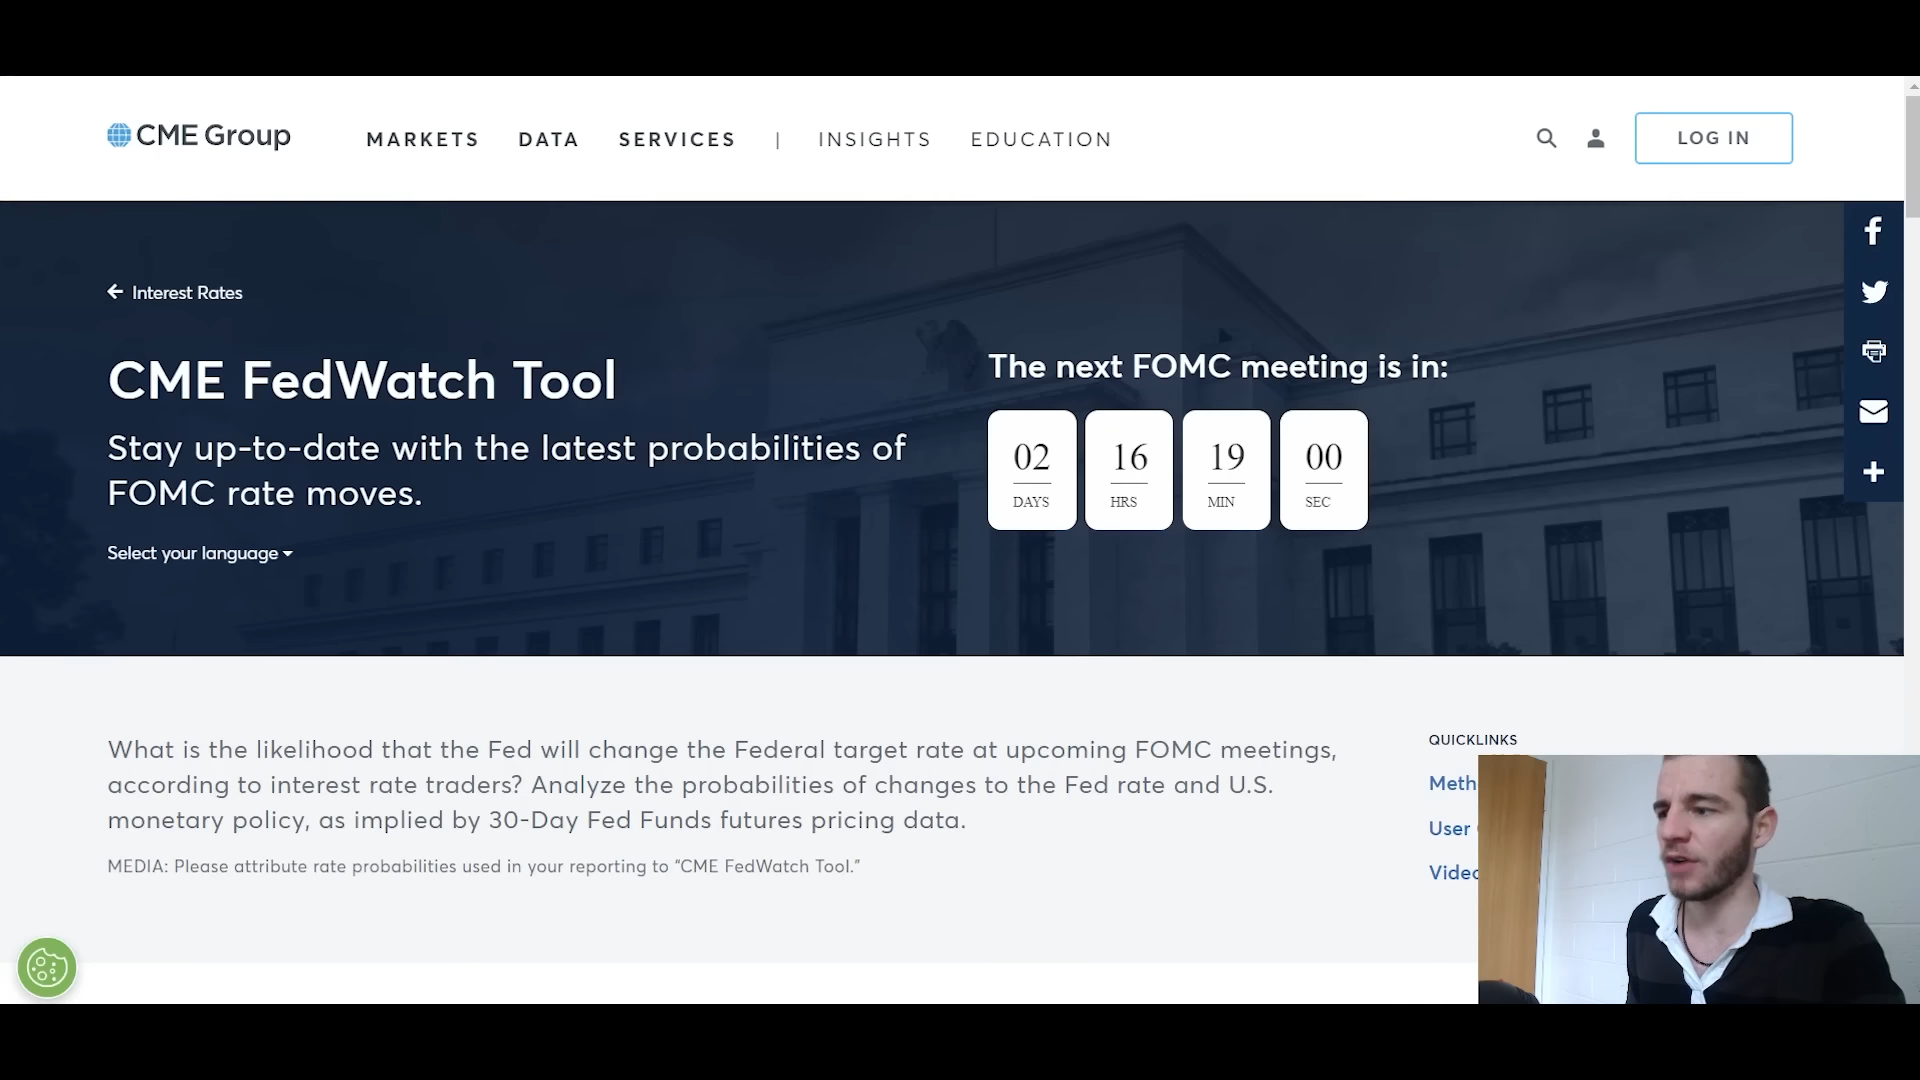 CME Group
MARKETS DATA SERVICES | INSIGHTS EDUCATION
LOG IN
Interest Rates
CME FedWatch Tool
Stay up-to-date with the latest probabilities of
FOMC rate moves.
Select your language
The next FOMC meeting is in:
02 16 19 00
DAYS HRS MIN SEC
What is the likelihood that the Fed will change the Federal target rate at upcoming FOMC meetings,
according to interest rate traders? Analyze the probabilities of changes to the Fed rate and U.S.
monetary policy, as implied by 30-Day Fed Funds futures pricing data.
MEDIA: Please attribute rate probabilities used in your reporting to “CME FedWatch Tool.”
QUICKLINKS
Meth
User
Video